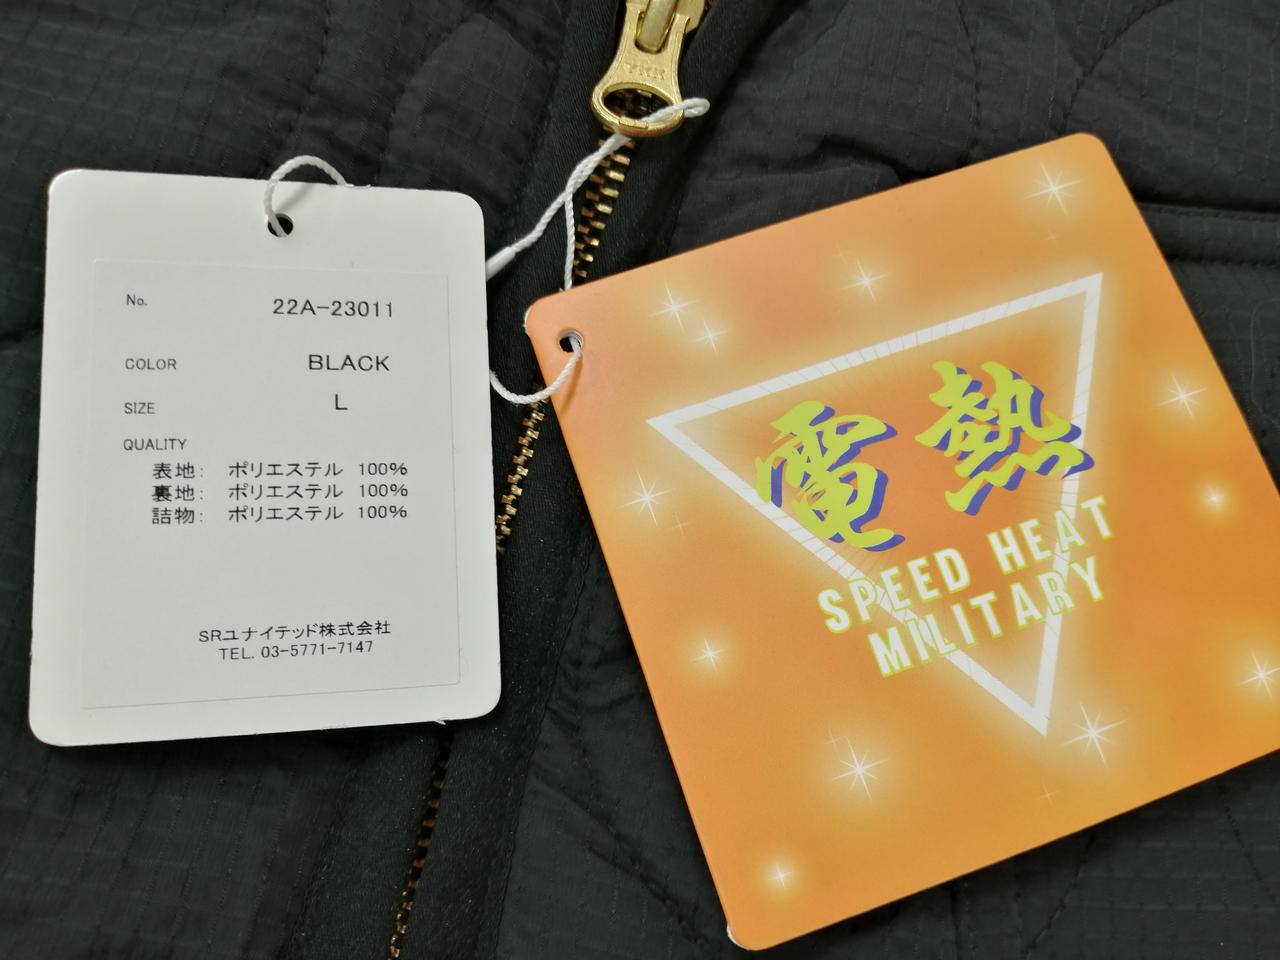 YKK
No. 22A-23011
COLOR BLACK
SIZE L
QUALITY
表地: ポリエステル 100%
裏地: ポリエステル 100%
詰物: ポリエステル 100%
SRユナイテッド株式会社
TEL. 03-5771-7147
電熱
SPEED HEAT
MILITARY